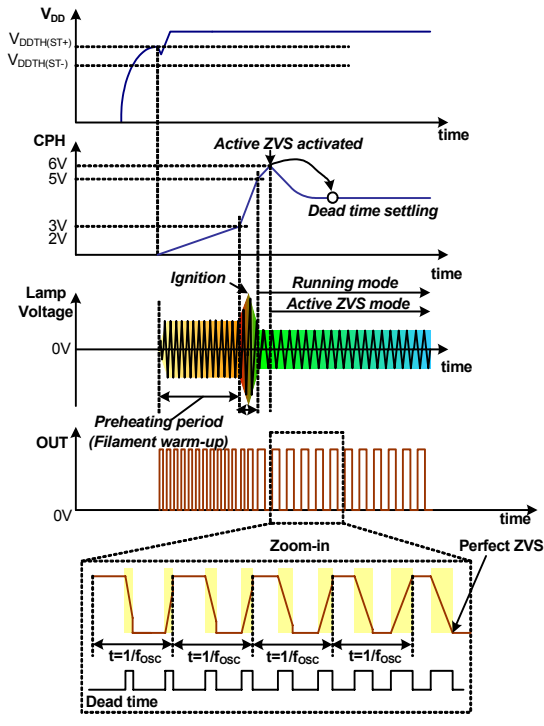 VDD
VDDTH(ST+)
VDDTH(ST-)
time
CPH
Active ZVS activated
6V
5V
Dead time settling
3V
2V
time
Ignition
Running mode
Lamp
Voltage
Active ZVS mode
0V
time
Preheating period
(Filament warm-up)
OUT
0V
time
Zoom-in
Perfect ZVS
t=1/fOSC t=1/fOSC t=1/fOSC t=1/fOSC
Dead time